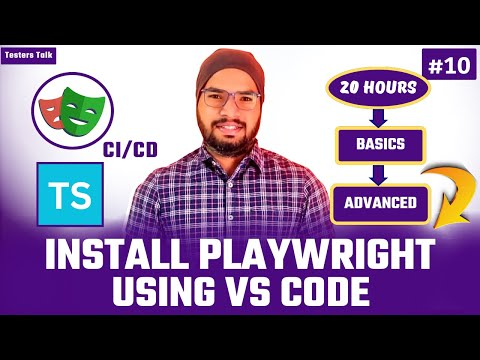 Testers Talk
#10
20 HOURS
CI/CD
BASICS
TS
ADVANCED
INSTALL PLAYWRIGHT
USING VS CODE